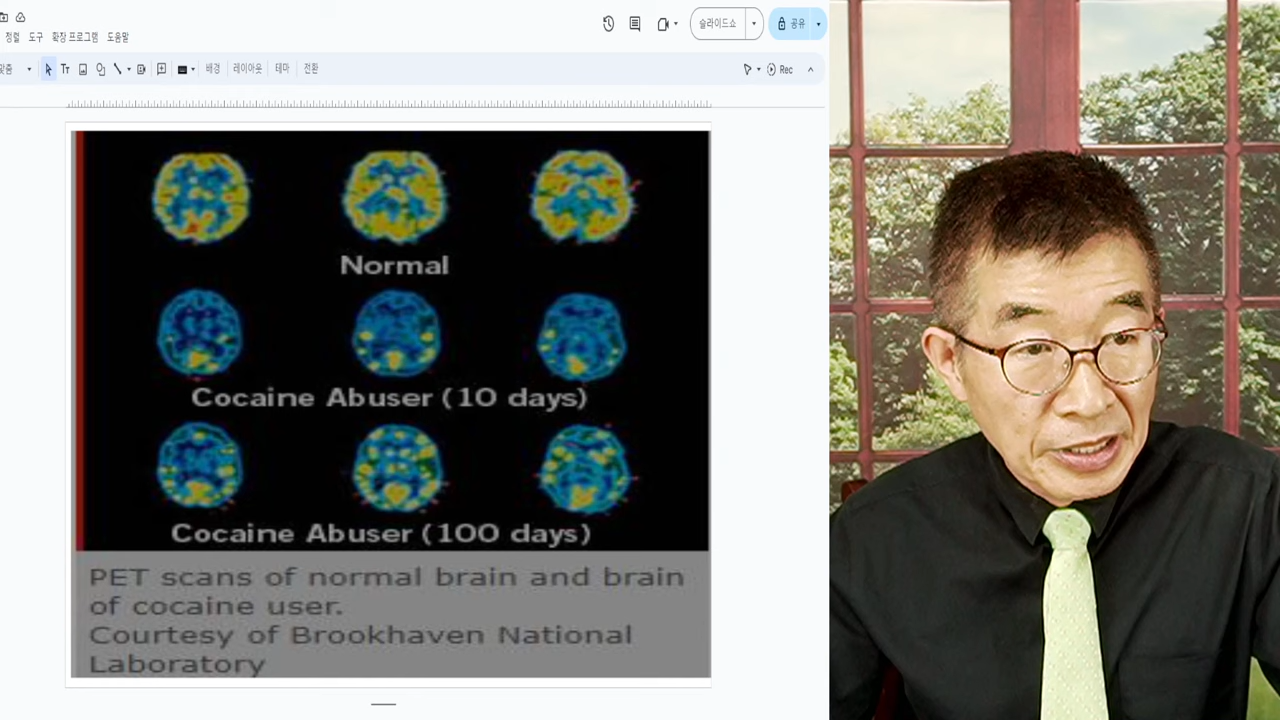 정렬 도구 확장 프로그램 도움말
슬라이드쇼
공유
맞춤
배경 레이아웃 테마 전환
Rec
Normal
Cocaine Abuser (10 days)
Cocaine Abuser (100 days)
PET scans of normal brain and brain
of cocaine user.
Courtesy of Brookhaven National
Laboratory